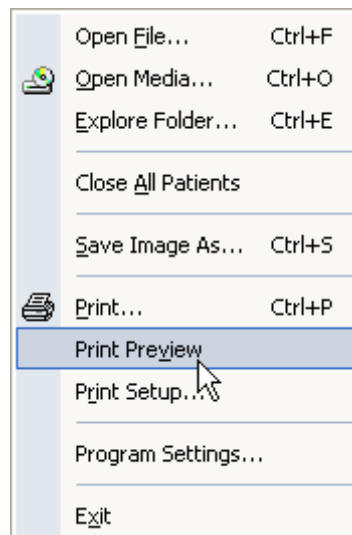 Open File... Ctrl+F
Open Media... Ctrl+O
Explore Folder... Ctrl+E
Close All Patients
Save Image As... Ctrl+S
Print... Ctrl+P
Print Preview
Print Setup...
Program Settings...
Exit